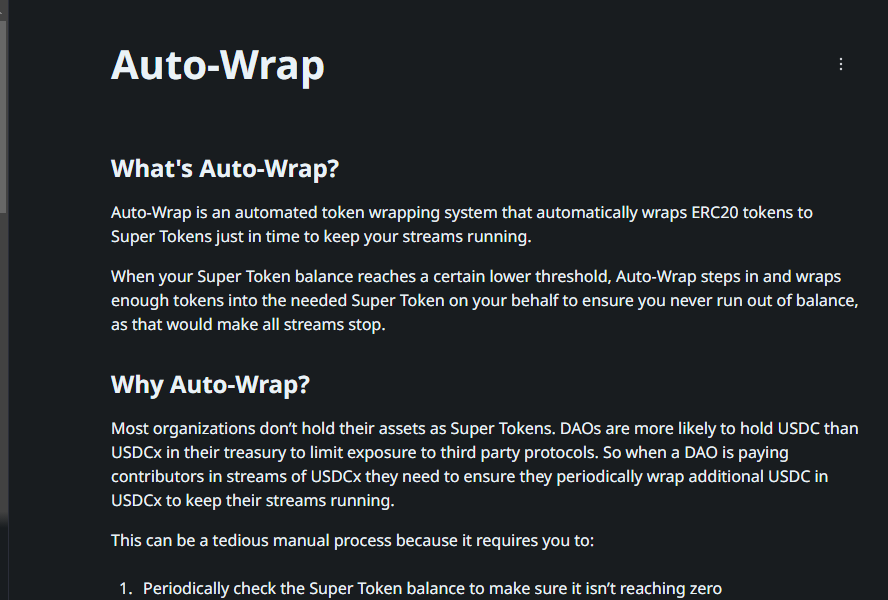 Auto-Wrap
What's Auto-Wrap?
Auto-Wrap is an automated token wrapping system that automatically wraps ERC20 tokens to
Super Tokens just in time to keep your streams running.
When your Super Token balance reaches a certain lower threshold, Auto-Wrap steps in and wraps
enough tokens into the needed Super Token on your behalf to ensure you never run out of balance,
as that would make all streams stop.
Why Auto-Wrap?
Most organizations don’t hold their assets as Super Tokens. DAOs are more likely to hold USDC than
USDCx in their treasury to limit exposure to third party protocols. So when a DAO is paying
contributors in streams of USDCx they need to ensure they periodically wrap additional USDC in
USDCx to keep their streams running.
This can be a tedious manual process because it requires you to:
1. Periodically check the Super Token balance to make sure it isn’t reaching zero